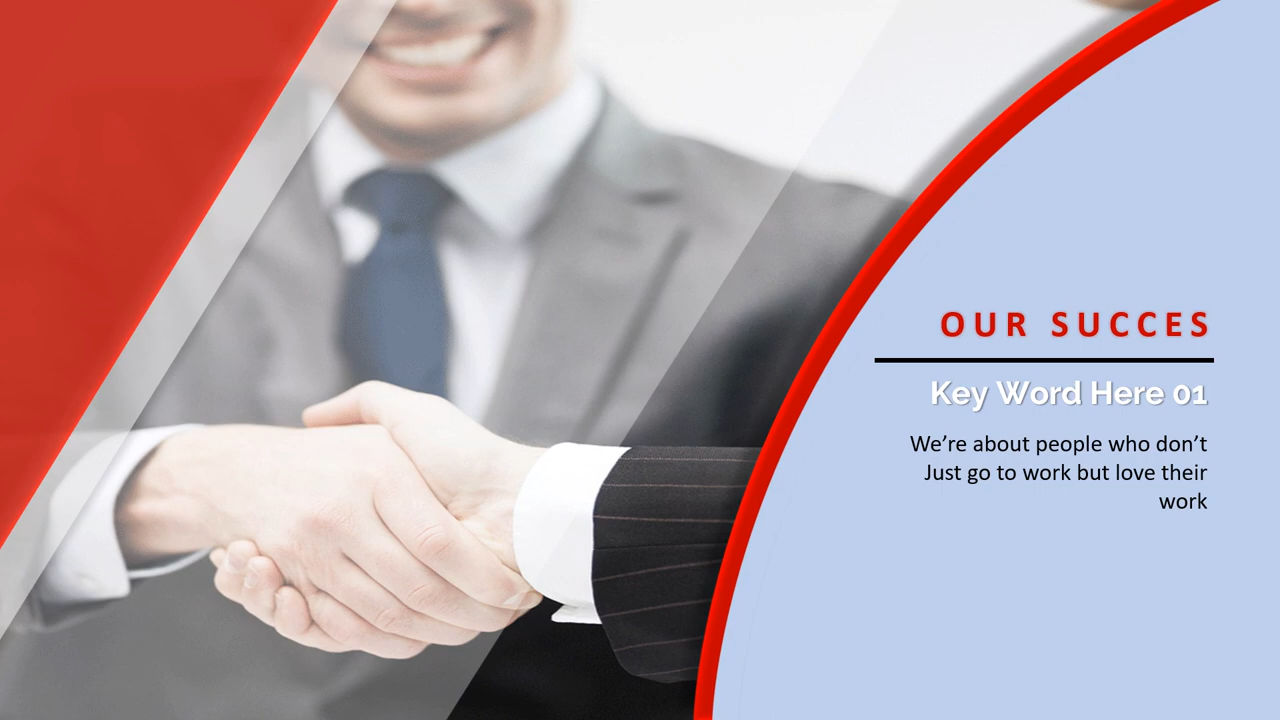 OUR SUCCES
Key Word Here 01
We’re about people who don’t
Just go to work but love their
work